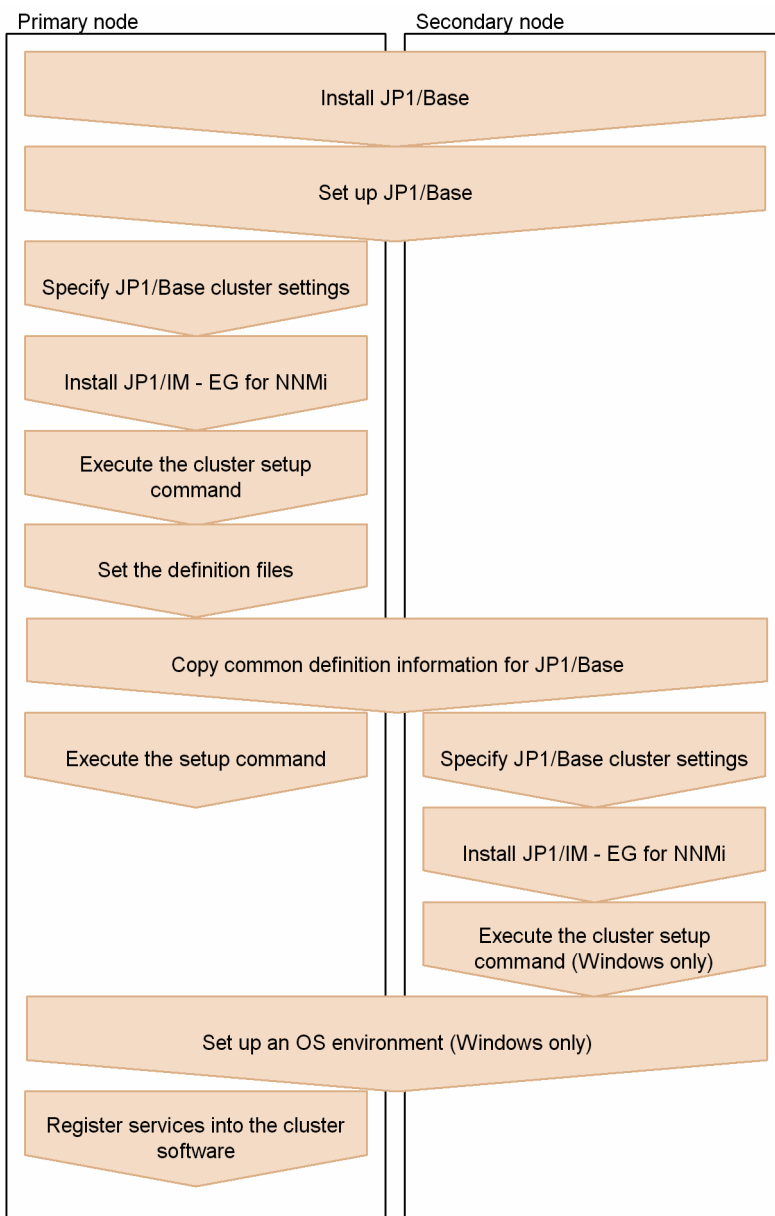 Primary node
Secondary node
Install JP1/Base
Set up JP1/Base
Specify JP1/Base cluster settings
Install JP1/IM - EG for NNMi
Execute the cluster setup
command
Set the definition files
Copy common definition information for JP1/Base
Execute the setup command
Specify JP1/Base cluster settings
Install JP1/IM - EG for NNMi
Execute the cluster setup
command (Windows only)
Set up an OS environment (Windows only)
Register services into the cluster
software